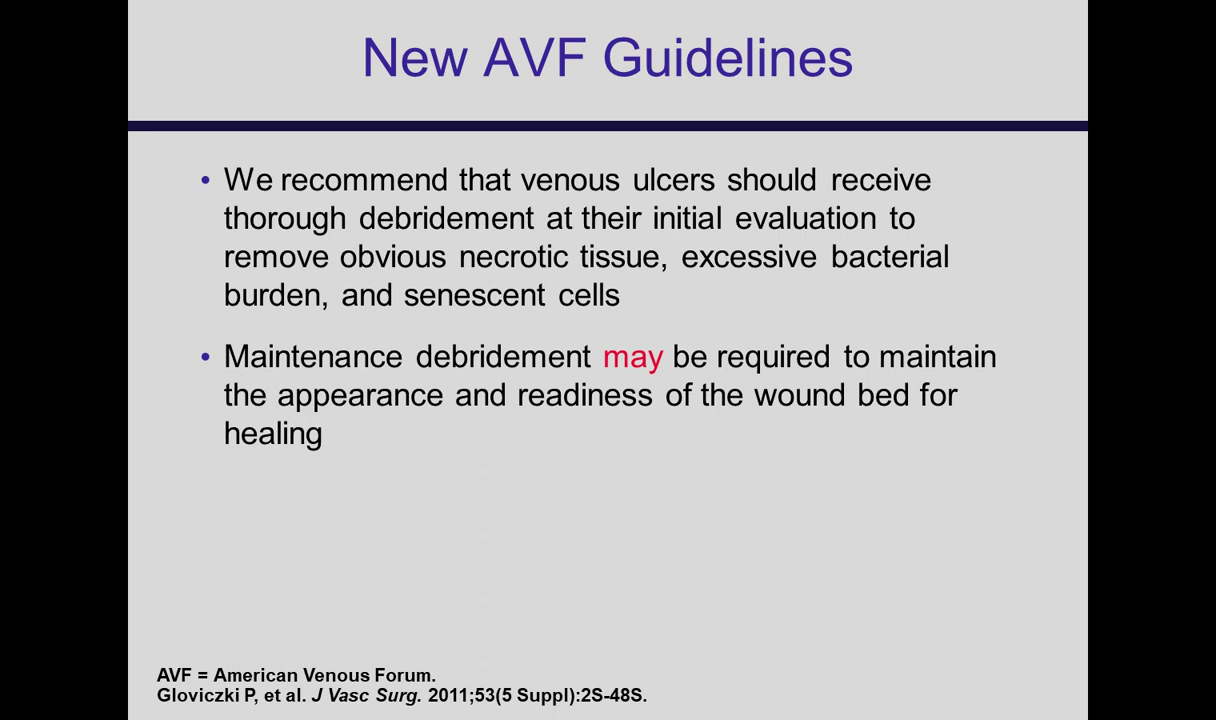 New AVF Guidelines
• We recommend that venous ulcers should receive
thorough debridement at their initial evaluation to
remove obvious necrotic tissue, excessive bacterial
burden, and senescent cells
• Maintenance debridement may be required to maintain
the appearance and readiness of the wound bed for
healing
AVF = American Venous Forum.
Gloviczki P, et al. J Vasc Surg. 2011;53(5 Suppl):2S-48S.